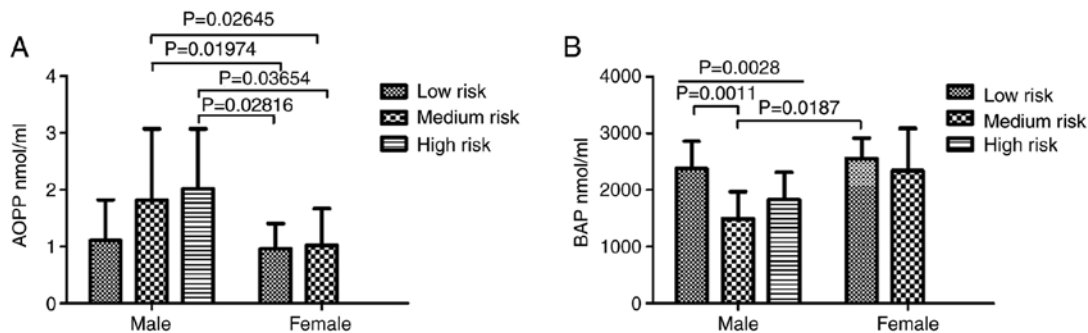 A
P=0.02645
P=0.01974
P=0.03654
P=0.02816
AOPP nmol/ml
4
3
2
1
0
Male
Female
Low risk
Medium risk
High risk
B
P=0.0028
P=0.0011
P=0.0187
BAP nmol/ml
4000
3000
2000
1000
0
Male
Female
Low risk
Medium risk
High risk